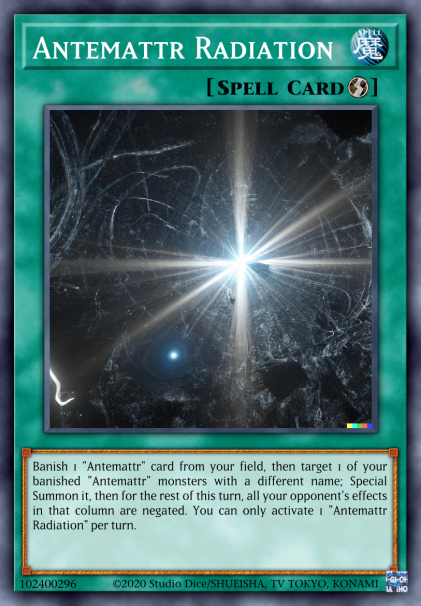 ANTEMATTR RADIATION
SPELL
魔
[SPELL CARD]
Banish 1 "Antemattr" card from your field, then target 1 of your
banished "Antemattr" monsters with a different name; Special
Summon it, then for the rest of this turn, all your opponent's effects
in that column are negated. You can only activate 1 "Antemattr
Radiation" per turn.
102400296
©2020 Studio Dice/SHUEISHA, TV TOKYO, KONAMI